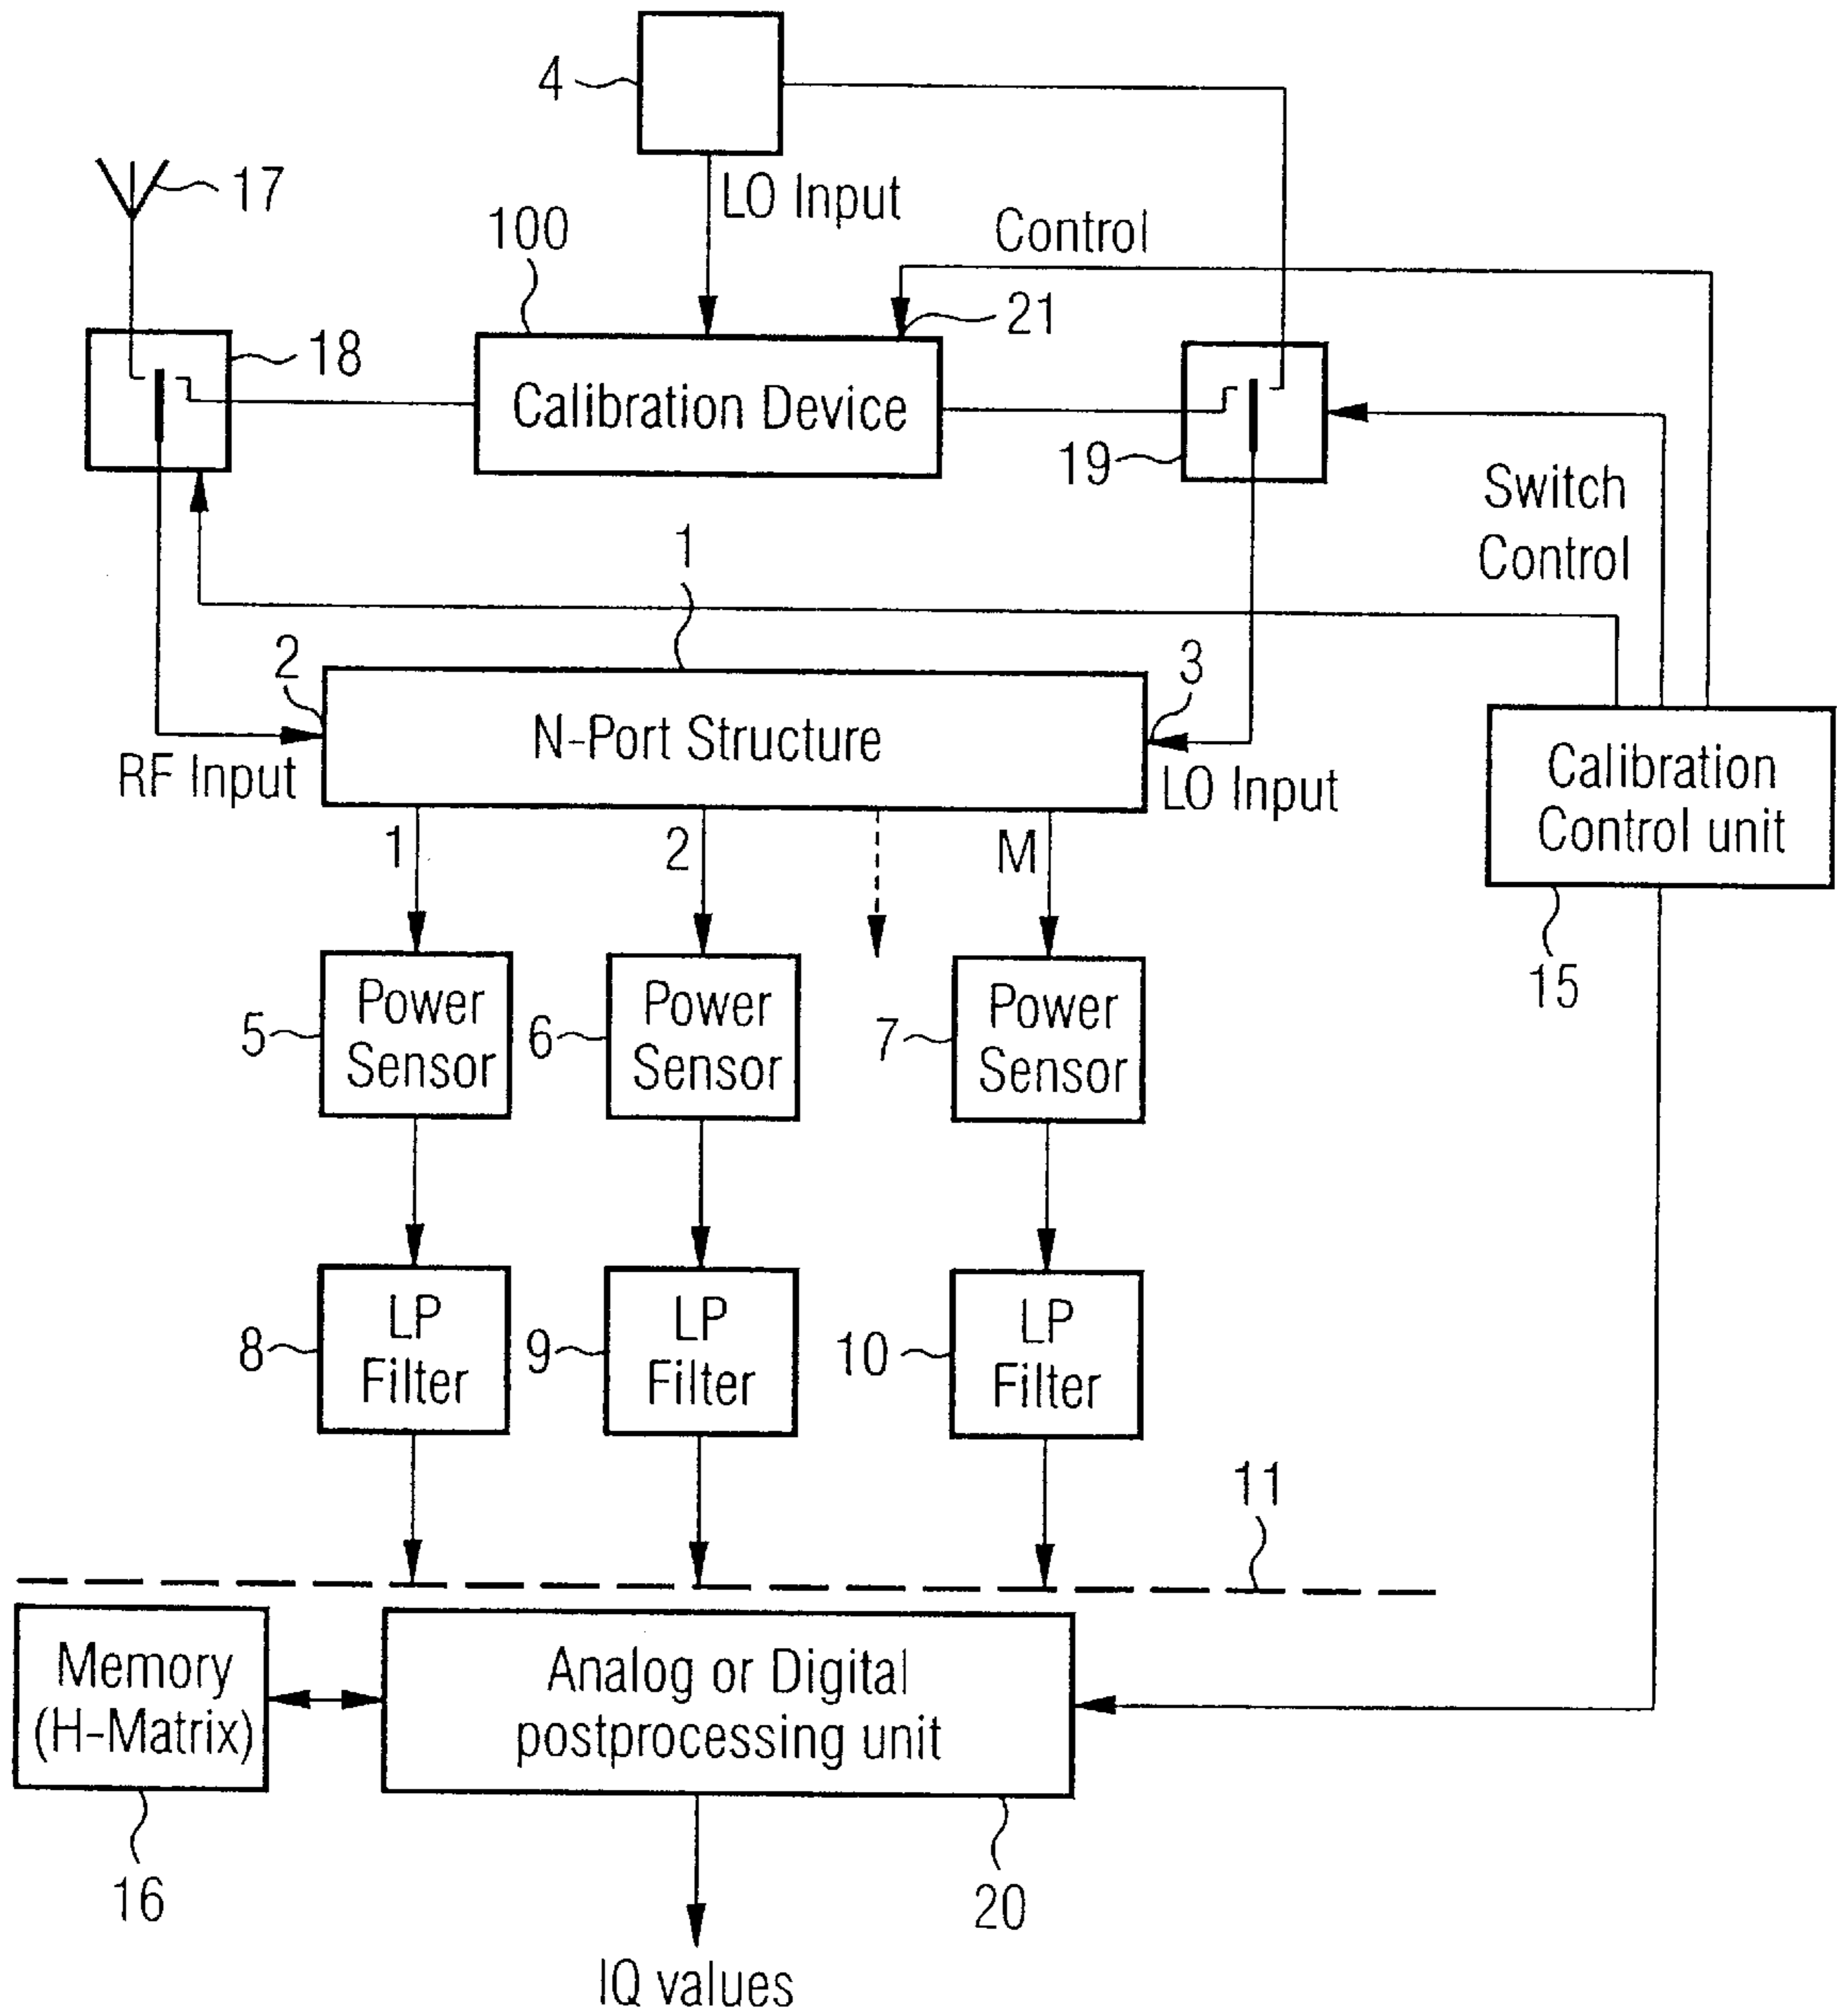 4
17
LO Input
100
Control
21
18
Calibration Device
19
Switch
Control
1
2
3
N-Port Structure
RF Input
LO Input
Calibration
Control unit
1
2
M
15
5
Power
Sensor
6
Power
Sensor
7
Power
Sensor
8
LP
Filter
9
LP
Filter
10
LP
Filter
11
Memory
(H-Matrix)
Analog or Digital
postprocessing unit
16
20
IQ values